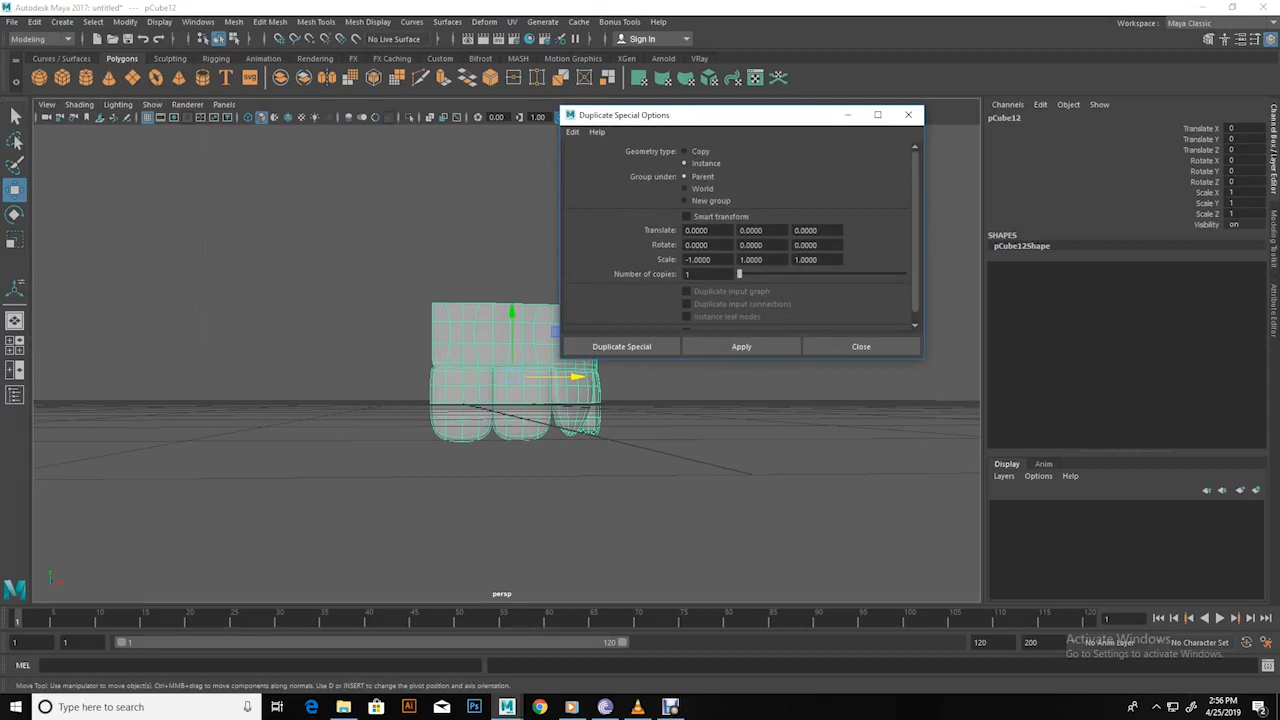 Autodesk Maya 2017: untitled* --- pCube12
File Edit Create Select Modify Display Windows Mesh Edit Mesh Mesh Tools Mesh Display Curves Surfaces Deform UV Generate Cache Bonus Tools Help
Workspace : Maya Classic
Modeling No Live Surface Sign In
Curves / Surfaces Polygons Sculpting Rigging Animation Rendering FX FX Caching Custom Bifrost MASH Motion Graphics XGen Arnold VRay
SVG
View Shading Lighting Show Renderer Panels
0.00 1.00
Duplicate Special Options
Edit Help
Geometry type: Copy
Instance
Group under: Parent
World
New group
Smart transform
Translate: 0.0000 0.0000 0.0000
Rotate: 0.0000 0.0000 0.0000
Scale: -1.0000 1.0000 1.0000
Number of copies: 1
Duplicate input graph
Duplicate input connections
Instance leaf nodes
Duplicate Special Apply Close
Channels Edit Object Show
pCube12
Translate X 0
Translate Y 0
Translate Z 0
Rotate X 0
Rotate Y 0
Rotate Z 0
Scale X 1
Scale Y 1
Scale Z 1
Visibility on
SHAPES
pCube12Shape
Channel Box / Layer Editor
Modeling Toolkit
Attribute Editor
Display Anim
Layers Options Help
persp
5 10 15 20 25 30 35 40 45 50 55 60 65 70 75 80 85 90 95 100 105 110 115 120
1 1
1 1 1 120 120 200 No Anim Layer No Character Set
Activate Windows
Go to Settings to activate Windows.
MEL
Move Tool: Use manipulator to move object(s). Ctrl+MMB+drag to move components along normals. Use D or INSERT to change the pivot position and axis orientation.
Type here to search
2:56 PM
4/25/2019